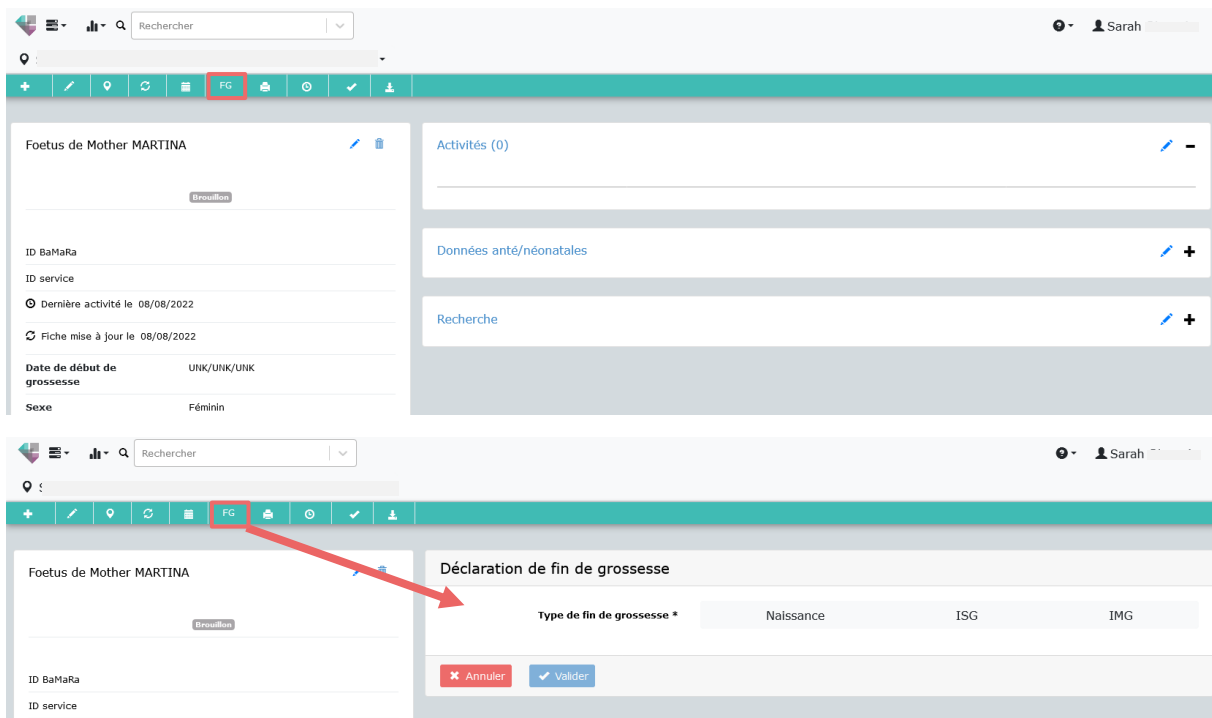 Rechercher
Sarah
FG
Foetus de Mother MARTINA
Brouillon
ID BaMaRa
ID service
Dernière activité le 08/08/2022
Fiche mise à jour le 08/08/2022
Date de début de grossesse UNK/UNK/UNK
Sexe Féminin
Activités (0)
Données anté/néonatales
Recherche
Rechercher
Sarah
FG
Foetus de Mother MARTINA
Brouillon
ID BaMaRa
ID service
Déclaration de fin de grossesse
Type de fin de grossesse * Naissance ISG IMG
Annuler Valider